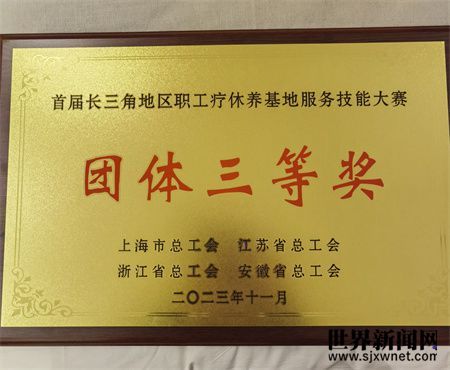 首届长三角地区职工疗休养基地服务技能大赛
团体三等奖
上海市总工会 江苏省总工会
浙江省总工会 安徽省总工会
二〇二三年十一月
世界新闻网
www.sjxwnet.com